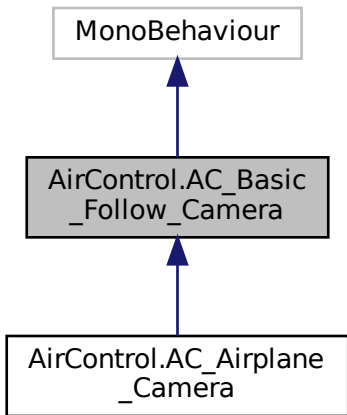 MonoBehaviour
AirControl.AC_Basic
_Follow_Camera
AirControl.AC_Airplane
_Camera